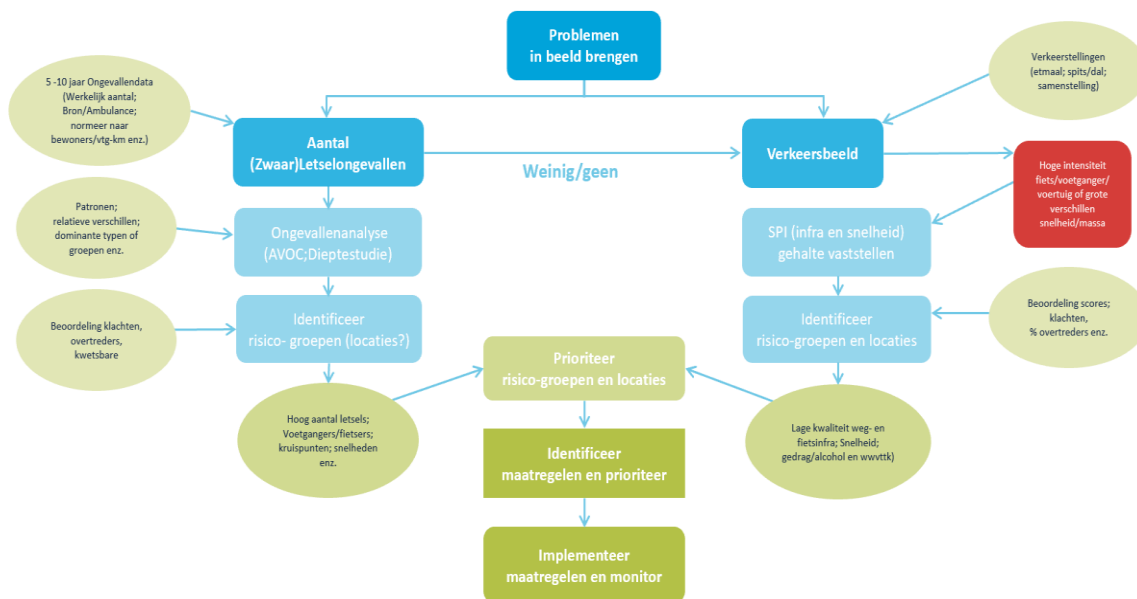 Problemen
in beeld brengen
5 -10 jaar Ongevallendata
(Werkelijk aantal;
Bron/Ambulance;
normeer naar
bewoners/vtg-km enz.)
Verkeerstellingen
(etmaal; spits/dal;
samenstelling)
Aantal
(Zwaar)Letselongevallen
Weinig/geen
Verkeersbeeld
Hoge intensiteit
fiets/voetganger/
voertuig of grote
verschillen
snelheid/massa
Patronen;
relatieve verschillen;
dominante typen of
groepen enz.
Ongevallenanalyse
(AVOC;Dieptestudie)
SPI (infra en snelheid)
gehalte vaststellen
Beoordeling klachten,
overtreders,
kwetsbare
Identificeer
risico- groepen (locaties?)
Identificeer
risico-groepen en locaties
Beoordeling scores;
klachten,
% overtreders enz.
Prioriteer
risico-groepen en locaties
Hoog aantal letsels;
Voetgangers/fietsers;
kruispunten; snelheden
enz.
Lage kwaliteit weg- en
fietsinfra; Snelheid;
gedrag/alcohol en wwvttk)
Identificeer
maatregelen en prioriteer
Implementeer
maatregelen en monitor